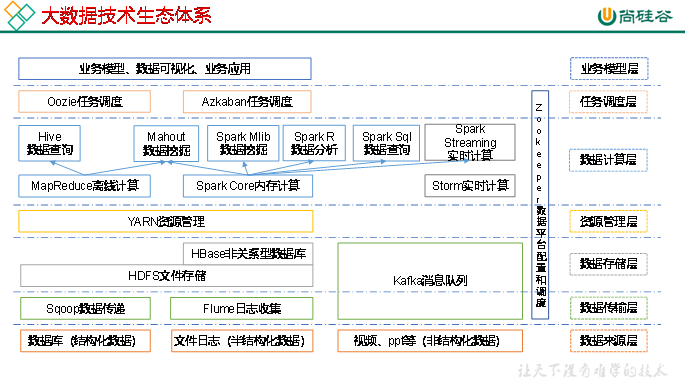 大数据技术生态体系
尚硅谷
业务模型、数据可视化、业务应用
业务模型层
Oozie任务调度
Azkaban任务调度
任务调度层
Hive
数据查询
Mahout
数据挖掘
Spark Mlib
数据挖掘
Spark R
数据分析
Spark Sql
数据查询
Spark
Streaming
实时计算
数据计算层
MapReduce离线计算
Spark Core内存计算
Storm实时计算
YARN资源管理
资源管理层
HBase非关系型数据库
HDFS文件存储
Kafka消息队列
数据存储层
Sqoop数据传递
Flume日志收集
数据传输层
数据库（结构化数据）
文件日志（半结构化数据）
视频、ppt等（非结构化数据）
数据来源层
Zookeeper数据平台配置和调度
让天下没有难学的技术